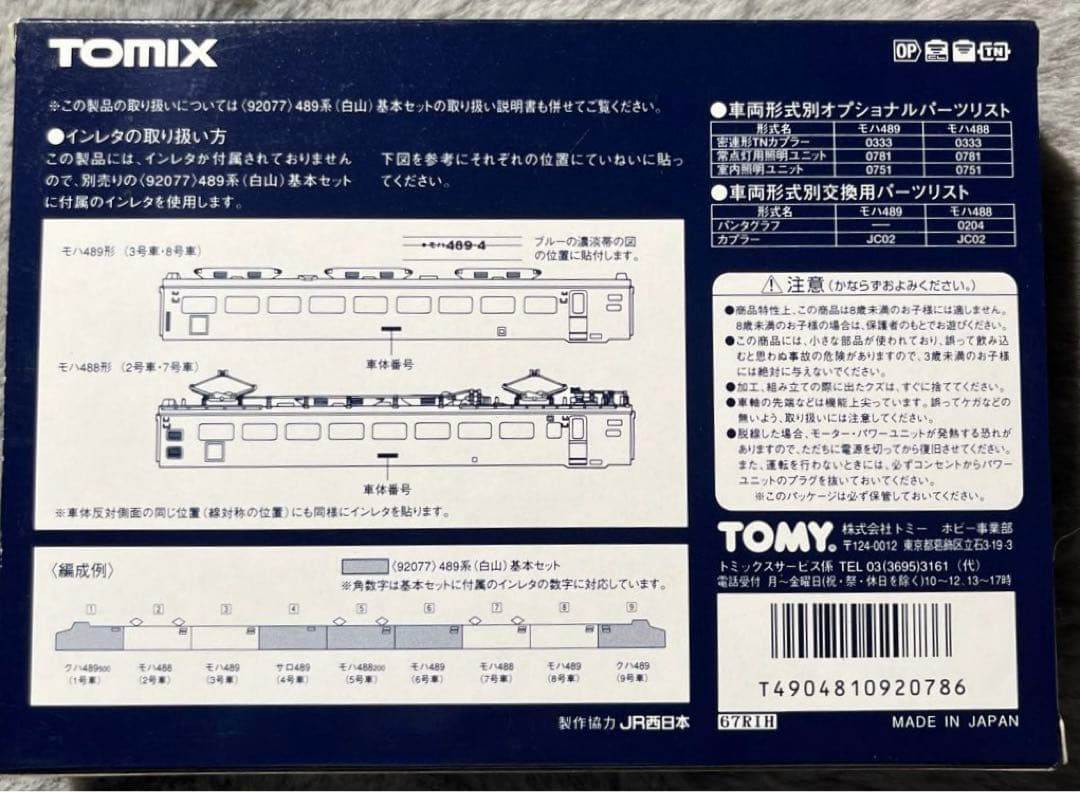 TOMIX
OP TN
※この製品の取り扱いについては〈92077〉489系(白山)基本セットの取り扱い説明書も併せてご覧ください。
●インレタの取り扱い方
この製品には、インレタが付属されておりません
ので、別売りの〈92077〉489系(白山)基本セット
に付属のインレタを使用します。
下図を参考にそれぞれの位置にていねいに貼っ
てください。
モハ489形 (3号車・8号車)
●モハ489-4
ブルーの濃淡帯の図
の位置に貼付します。
車体番号
モハ488形 (2号車・7号車)
車体番号
※車体反対側面の同じ位置(線対称の位置)にも同様にインレタを貼ります。
〈編成例〉
〈92077〉489系(白山)基本セット
※角数字は基本セットに付属のインレタの数字に対応しています。
1 2 3 4 5 6 7 8 9
クハ489500 モハ488 モハ489 サロ489 モハ488200 モハ489 モハ488 モハ489 クハ489
(1号車) (2号車) (3号車) (4号車) (5号車) (6号車) (7号車) (8号車) (9号車)
製作協力 JR西日本
●車両形式別オプショナルパーツリスト
形式名 モハ489 モハ488
密連形TNカプラー 0333 0333
常点灯用照明ユニット 0781 0781
室内照明ユニット 0751 0751
●車両形式別交換用パーツリスト
形式名 モハ489 モハ488
パンタグラフ ── 0204
カプラー JC02 JC02
⚠注意(かならずおよみください。)
●商品特性上、この商品は8歳未満のお子様には適しません。
8歳未満のお子様の場合は、保護者のもとでお遊びください。
●この商品には、小さな部品が使われており、誤って飲み込
むと思わぬ事故の危険がありますので、3歳未満のお子様
には絶対に与えないでください。
●加工、組み立ての際に出たクズは、すぐに捨ててください。
●車軸の先端などは機能上尖っています。誤ってケガなどの
無いよう、取り扱いには注意してください。
●脱線した場合、モーター・パワーユニットが発熱する恐れが
ありますので、ただちに電源を切ってから復旧させてください。
また、運転を行わないときには、必ずコンセントからパワー
ユニットのプラグを抜いておいてください。
※このパッケージは必ず保管しておいてください。
TOMY. 株式会社トミー ホビー事業部
〒124-0012 東京都葛飾区立石3-19-3
トミックスサービス係 TEL 03(3695)3161 (代)
電話受付 月〜金曜日(祝・祭・休日を除く)10〜12、13〜17時
T4904810920786
67RIH
MADE IN JAPAN